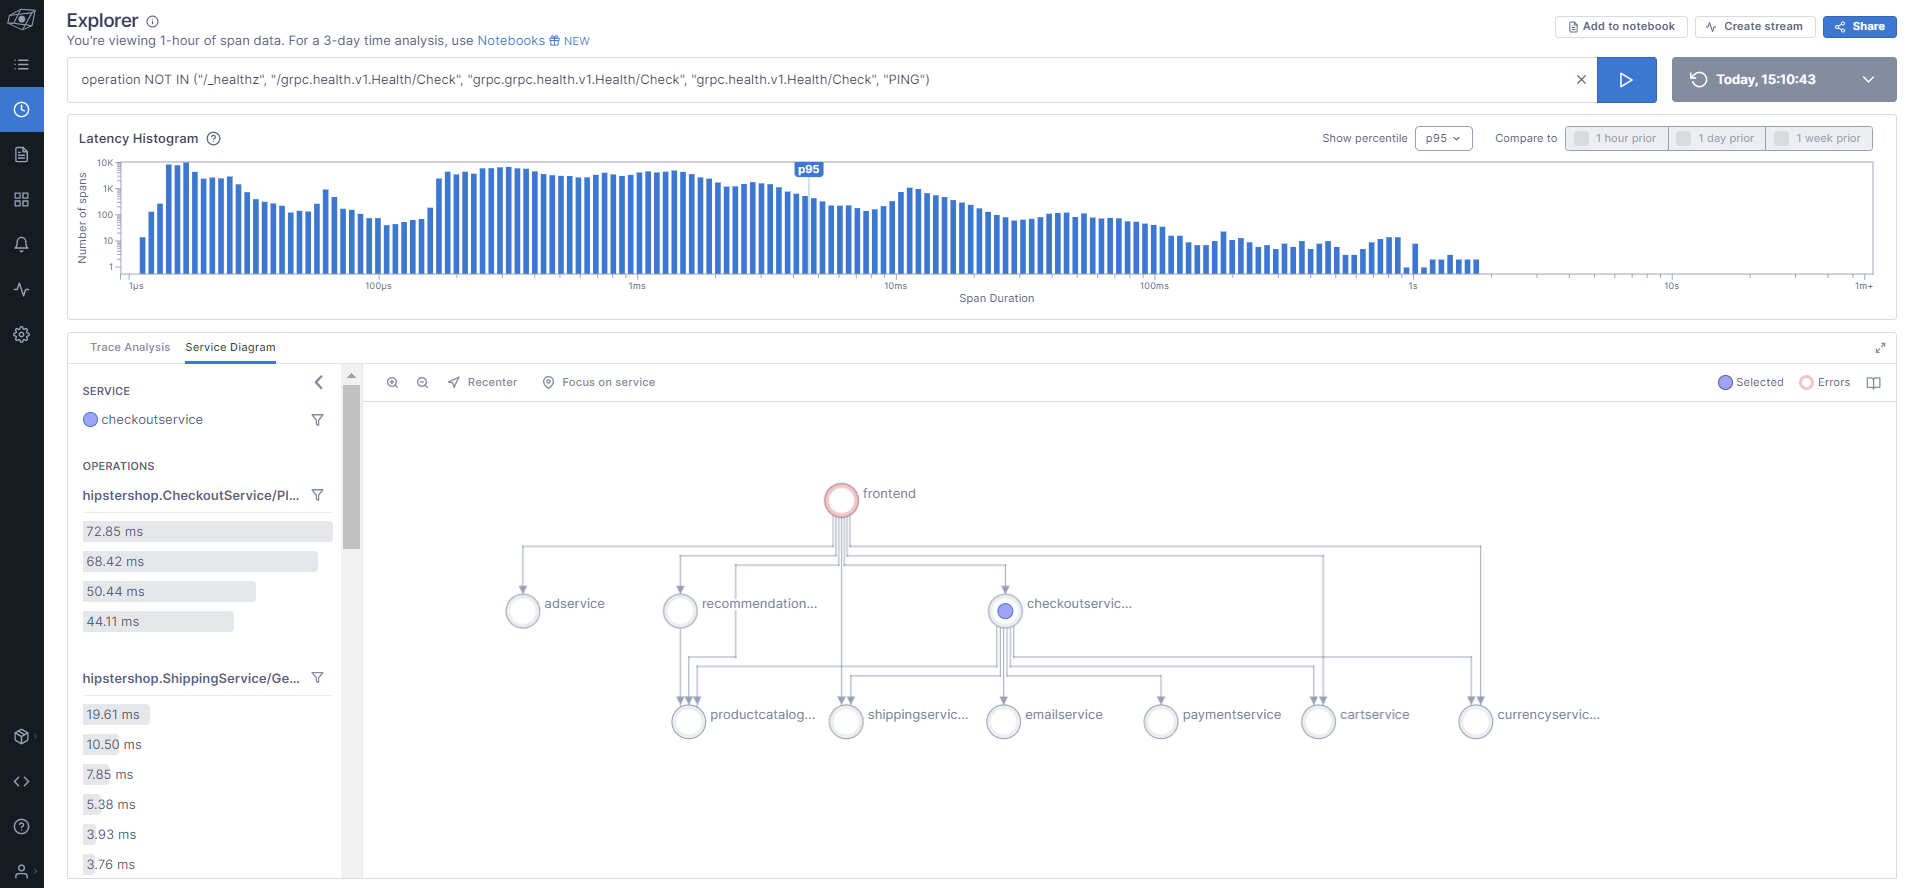 Explorer
You're viewing 1-hour of span data. For a 3-day time analysis, use Notebooks NEW
Add to notebook
Create stream
Share
operation NOT IN ("/_healthz", "/grpc.health.v1.Health/Check", "grpc.grpc.health.v1.Health/Check", "grpc.health.v1.Health/Check", "PING")
Today, 15:10:43
Latency Histogram
Show percentile
p95
Compare to
1 hour prior
1 day prior
1 week prior
Number of spans
10K
1K
100
10
1
p95
1µs
100µs
1ms
10ms
100ms
1s
10s
1m+
Span Duration
Trace Analysis
Service Diagram
SERVICE
checkoutservice
OPERATIONS
hipstershop.CheckoutService/Pl...
72.85 ms
68.42 ms
50.44 ms
44.11 ms
hipstershop.ShippingService/Ge...
19.61 ms
10.50 ms
7.85 ms
5.38 ms
3.93 ms
3.76 ms
Recenter
Focus on service
Selected
Errors
frontend
adservice
recommendation...
checkoutservic...
productcatalog...
shippingservic...
emailservice
paymentservice
cartservice
currencyservic...